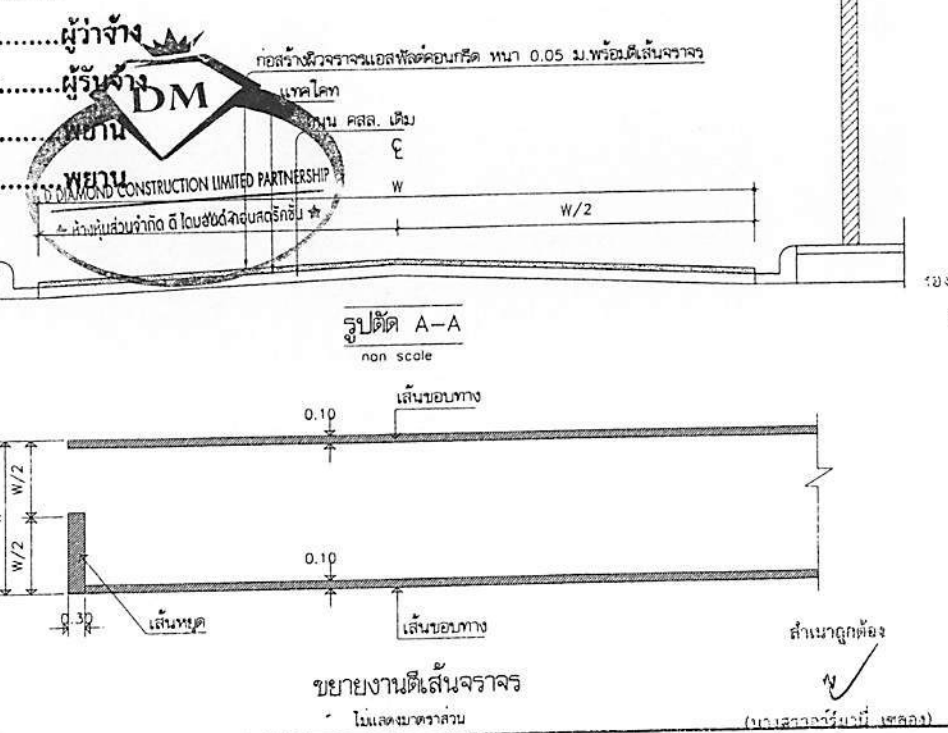 ........ผู้ว่าจ้าง
........ผู้รับจ้าง
........พยาน
........พยาน
DM
D DIAMOND CONSTRUCTION LIMITED PARTNERSHIP
ห้างหุ้นส่วนจำกัด ดี ไดมอนด์ คอนสตรัคชั่น
ก่อสร้างผิวจราจรแอสฟัลต์คอนกรีต หนา 0.05 ม.พร้อมตีเส้นจราจร
แทคโคท
ถนน คสล. เดิม
W
W/2
รูปตัด A-A
non scale
0.10
เส้นขอบทาง
W/2
W/2
0.10
0.30
เส้นหยุด
เส้นขอบทาง
ขยายงานตีเส้นจราจร
ไม่แสดงมาตราส่วน
สำเนาถูกต้อง